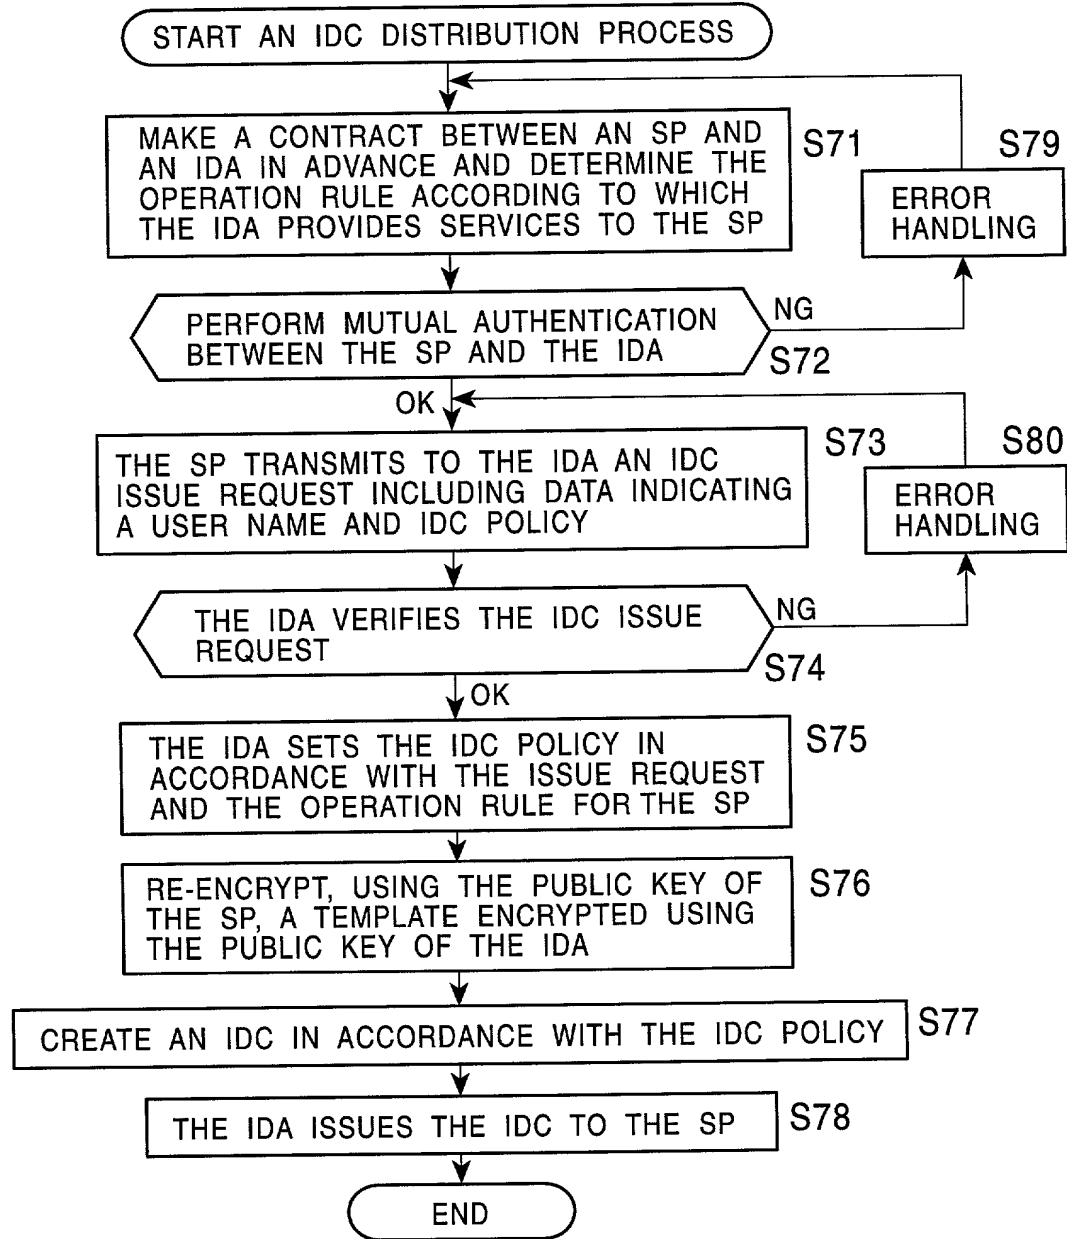 START AN IDC DISTRIBUTION PROCESS
MAKE A CONTRACT BETWEEN AN SP AND
AN IDA IN ADVANCE AND DETERMINE THE
OPERATION RULE ACCORDING TO WHICH
THE IDA PROVIDES SERVICES TO THE SP
S71
S79
ERROR
HANDLING
PERFORM MUTUAL AUTHENTICATION
BETWEEN THE SP AND THE IDA
NG
S72
OK
THE SP TRANSMITS TO THE IDA AN IDC
ISSUE REQUEST INCLUDING DATA INDICATING
A USER NAME AND IDC POLICY
S73
S80
ERROR
HANDLING
THE IDA VERIFIES THE IDC ISSUE
REQUEST
NG
S74
OK
THE IDA SETS THE IDC POLICY IN
ACCORDANCE WITH THE ISSUE REQUEST
AND THE OPERATION RULE FOR THE SP
S75
RE-ENCRYPT, USING THE PUBLIC KEY OF
THE SP, A TEMPLATE ENCRYPTED USING
THE PUBLIC KEY OF THE IDA
S76
CREATE AN IDC IN ACCORDANCE WITH THE IDC POLICY
S77
THE IDA ISSUES THE IDC TO THE SP
S78
END